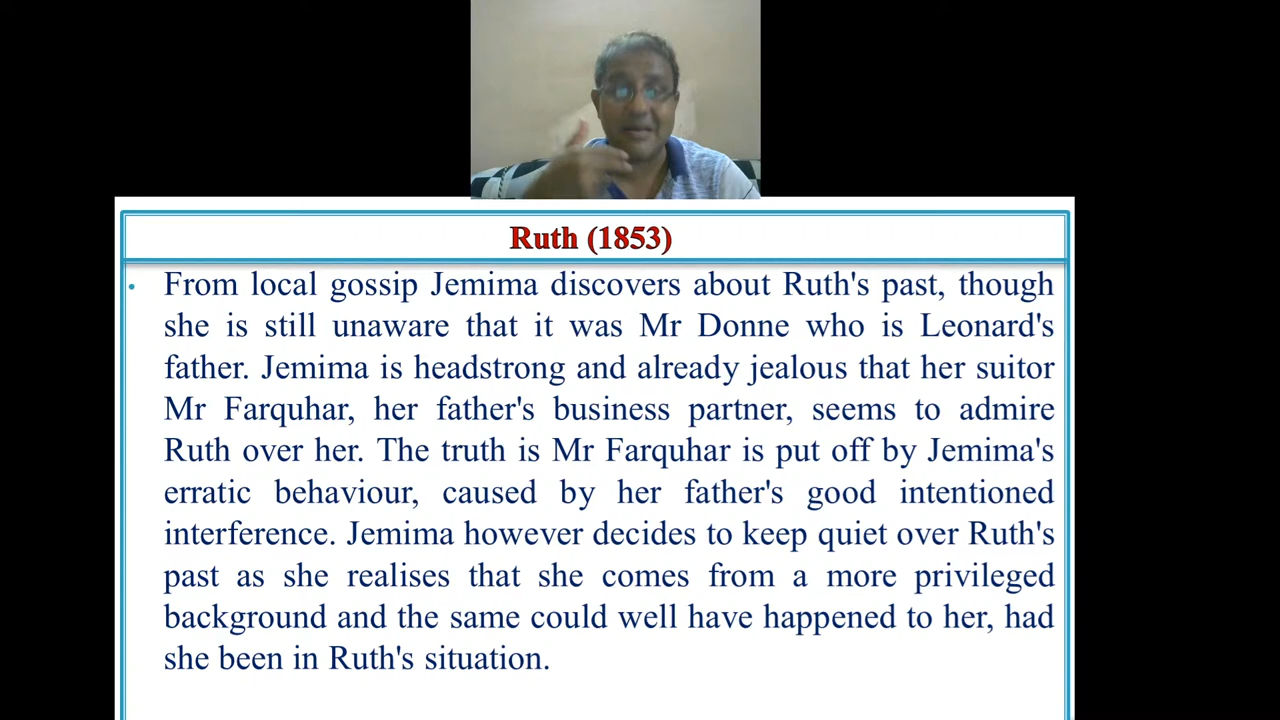 Ruth (1853)
• From local gossip Jemima discovers about Ruth's past, though
she is still unaware that it was Mr Donne who is Leonard's
father. Jemima is headstrong and already jealous that her suitor
Mr Farquhar, her father's business partner, seems to admire
Ruth over her. The truth is Mr Farquhar is put off by Jemima's
erratic behaviour, caused by her father's good intentioned
interference. Jemima however decides to keep quiet over Ruth's
past as she realises that she comes from a more privileged
background and the same could well have happened to her, had
she been in Ruth's situation.